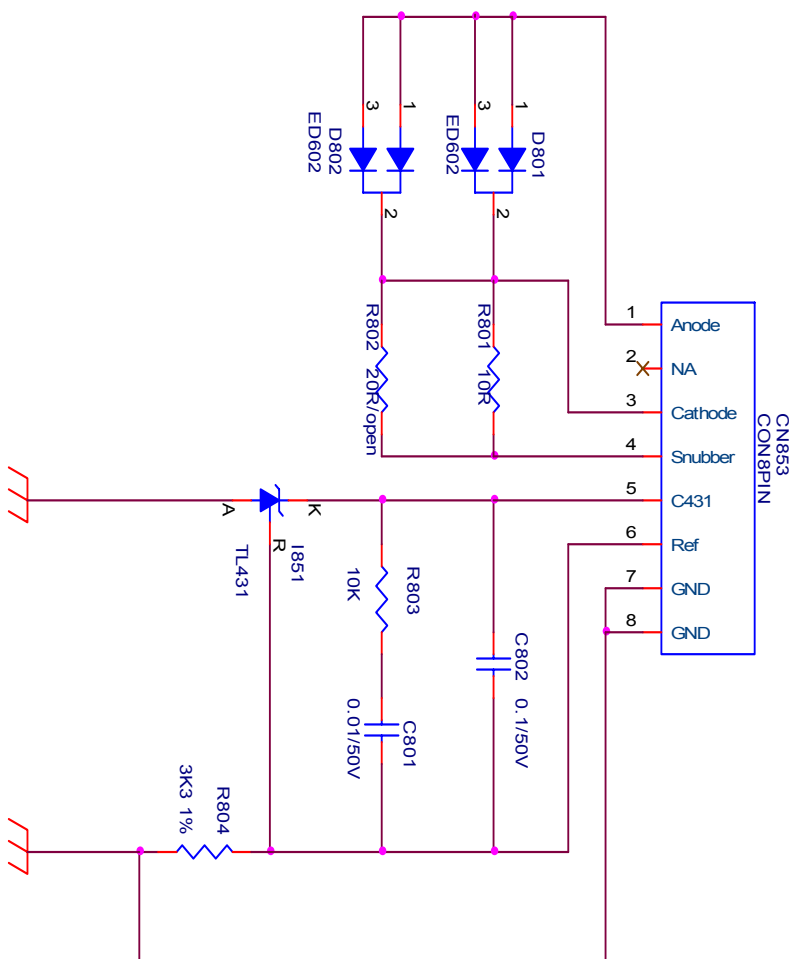 3
1
3
1
D802
ED602
D801
ED602
2
2
R802
20R/open
R801
10R
CN853
CON8PIN
1
Anode
2
NA
3
Cathode
4
Snubber
5
C431
6
Ref
7
GND
8
GND
A
K
R
I851
TL431
R803
10K
C802
0.1/50V
C801
0.01/50V
R804
3K3 1%